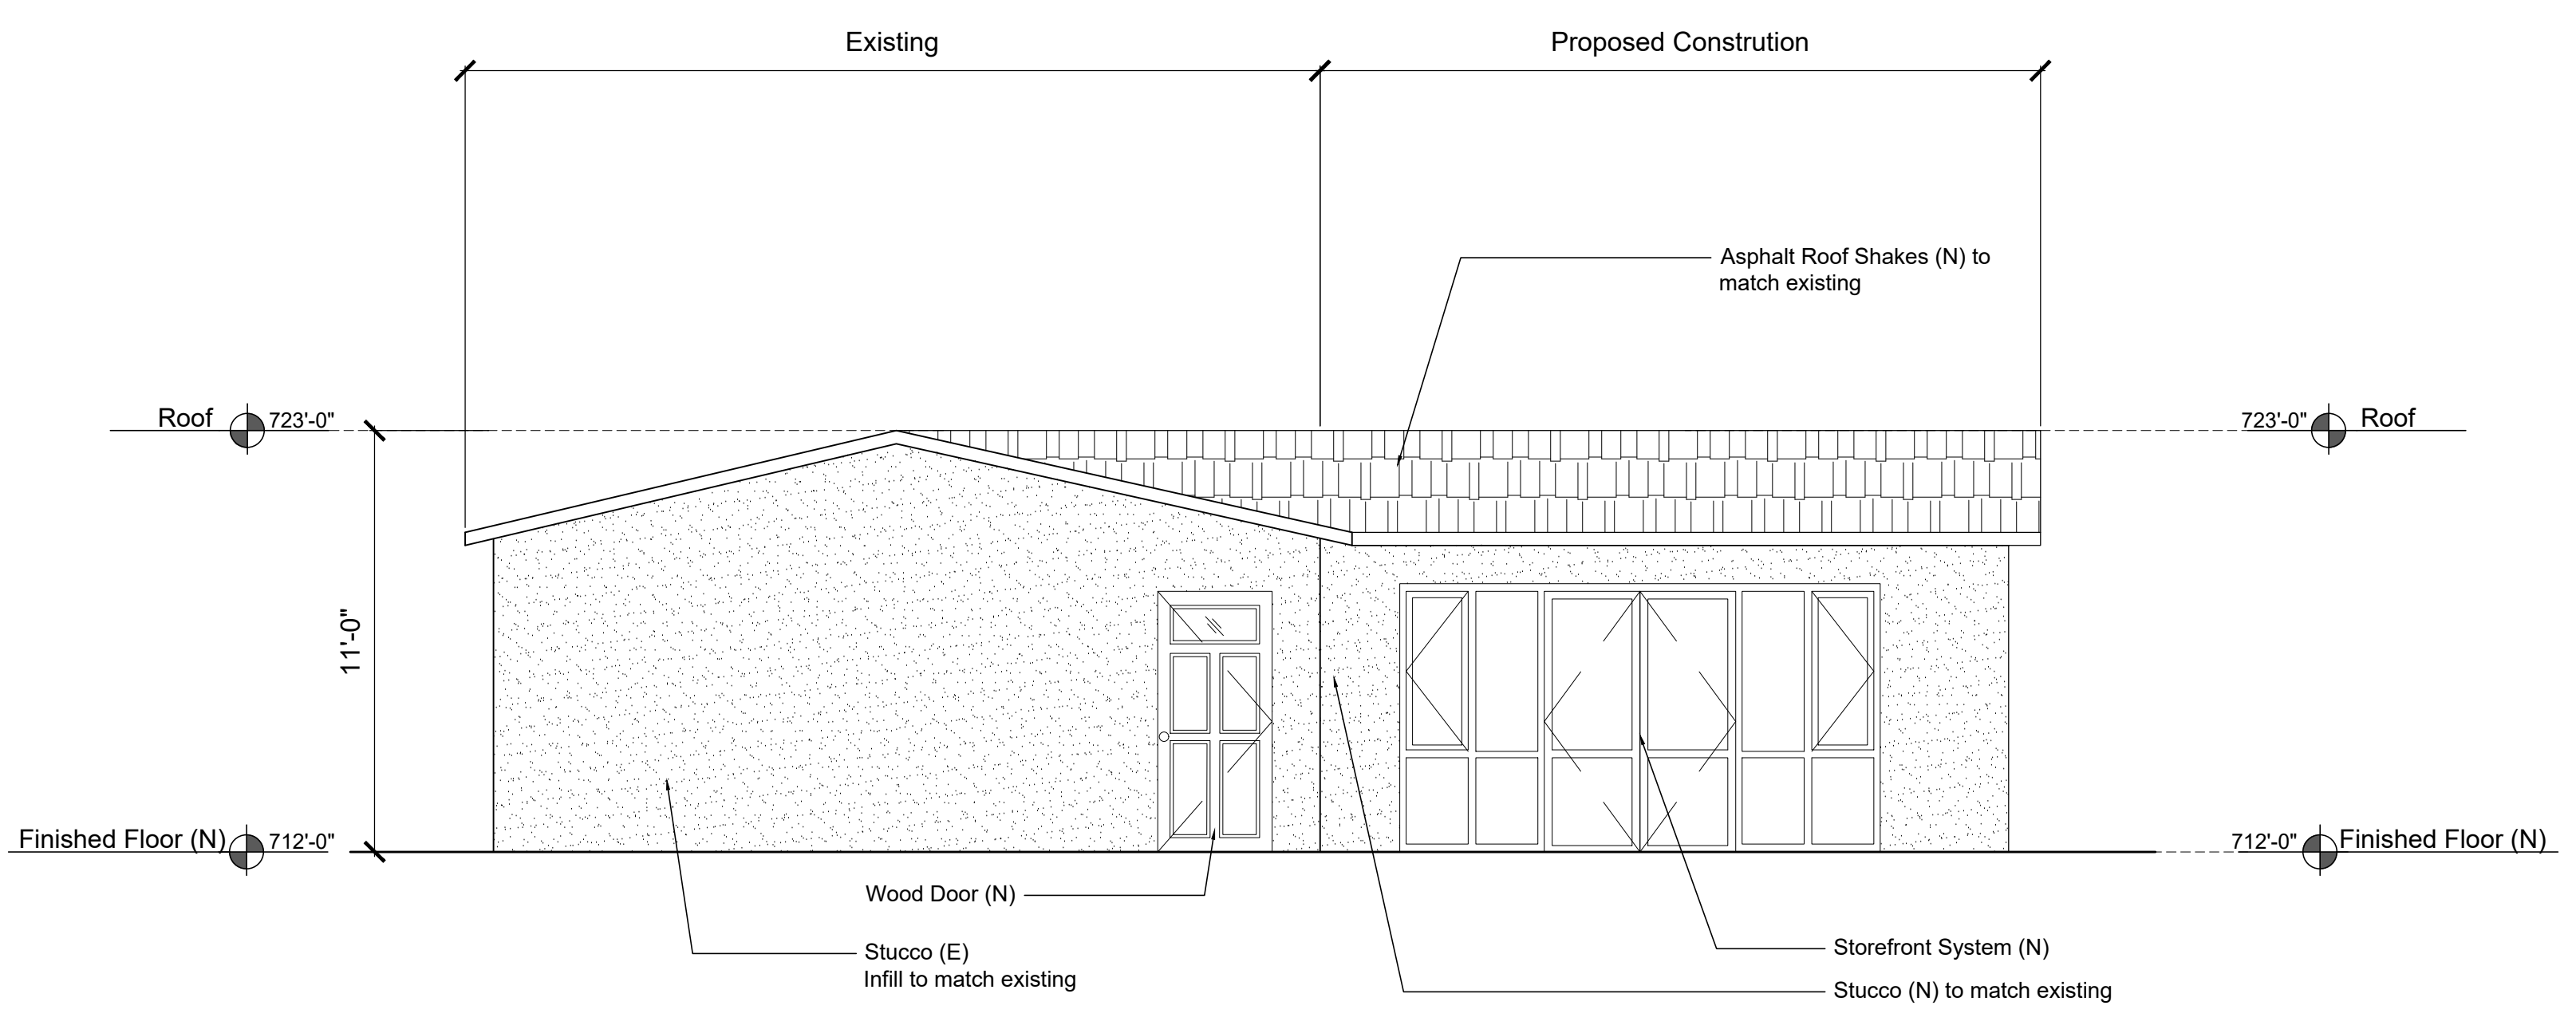 Existing
Proposed Constrution
Asphalt Roof Shakes (N) to
match existing
Roof
723'-0"
723'-0"
Roof
11'-0"
Finished Floor (N)
712'-0"
712'-0"
Finished Floor (N)
Wood Door (N)
Stucco (E)
Infill to match existing
Storefront System (N)
Stucco (N) to match existing